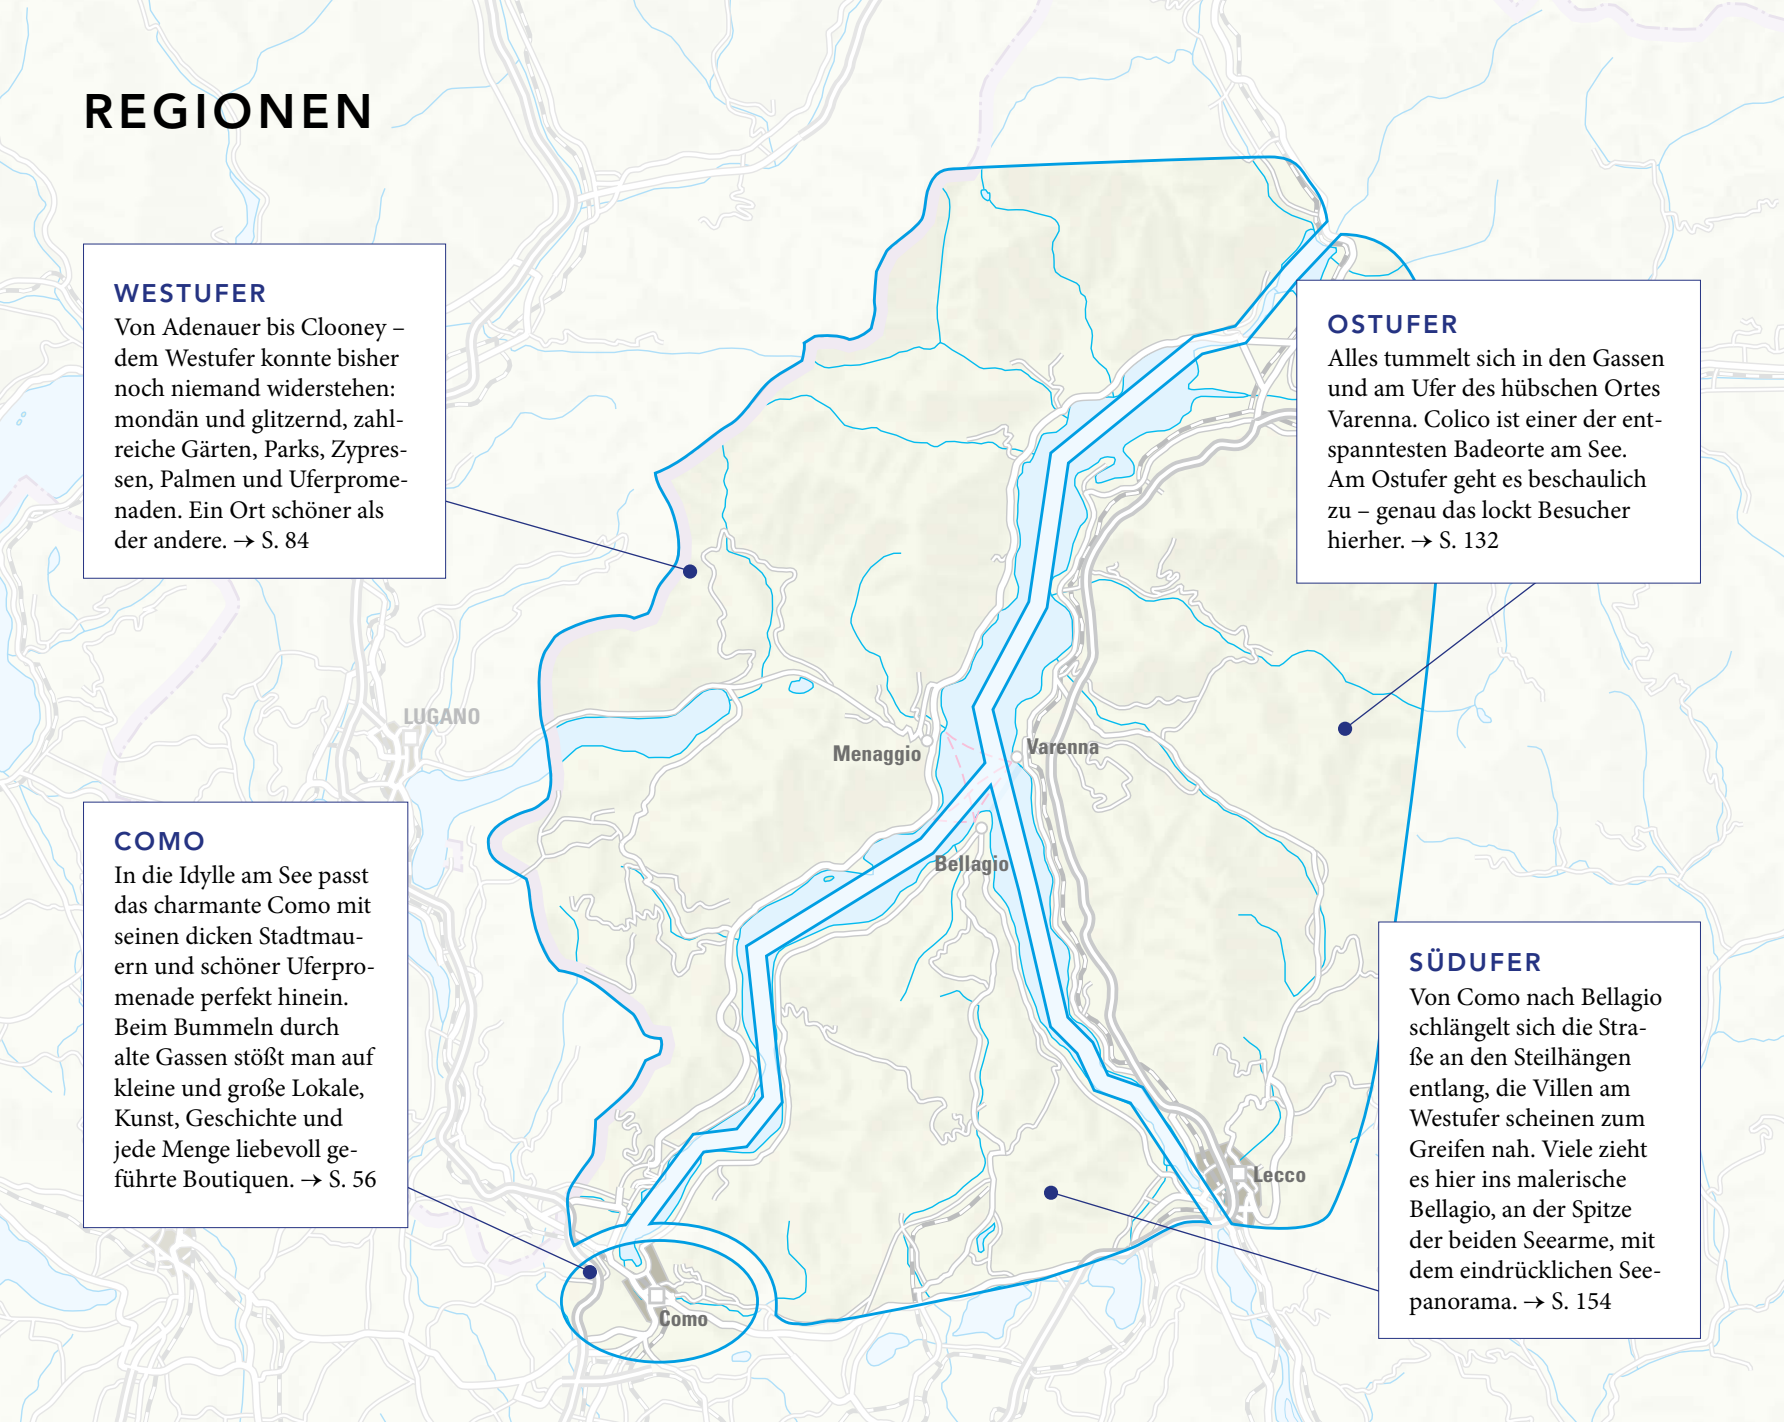 REGIONEN
WESTUFER
Von Adenauer bis Clooney –
dem Westufer konnte bisher
noch niemand widerstehen:
mondän und glitzernd, zahl-
reiche Gärten, Parks, Zypres-
sen, Palmen und Uferprome-
naden. Ein Ort schöner als
der andere. → S. 84
OSTUFER
Alles tummelt sich in den Gassen
und am Ufer des hübschen Ortes
Varenna. Colico ist einer der ent-
spanntesten Badeorte am See.
Am Ostufer geht es beschaulich
zu – genau das lockt Besucher
hierher. → S. 132
LUGANO
Menaggio
Varenna
Bellagio
COMO
In die Idylle am See passt
das charmante Como mit
seinen dicken Stadtmau-
ern und schöner Uferpro-
menade perfekt hinein.
Beim Bummeln durch
alte Gassen stößt man auf
kleine und große Lokale,
Kunst, Geschichte und
jede Menge liebevoll ge-
führte Boutiquen. → S. 56
SÜDUFER
Von Como nach Bellagio
schlängelt sich die Stra-
ße an den Steilhängen
entlang, die Villen am
Westufer scheinen zum
Greifen nah. Viele zieht
es hier ins malerische
Bellagio, an der Spitze
der beiden Seearme, mit
dem eindrücklichen See-
panorama. → S. 154
Lecco
Como